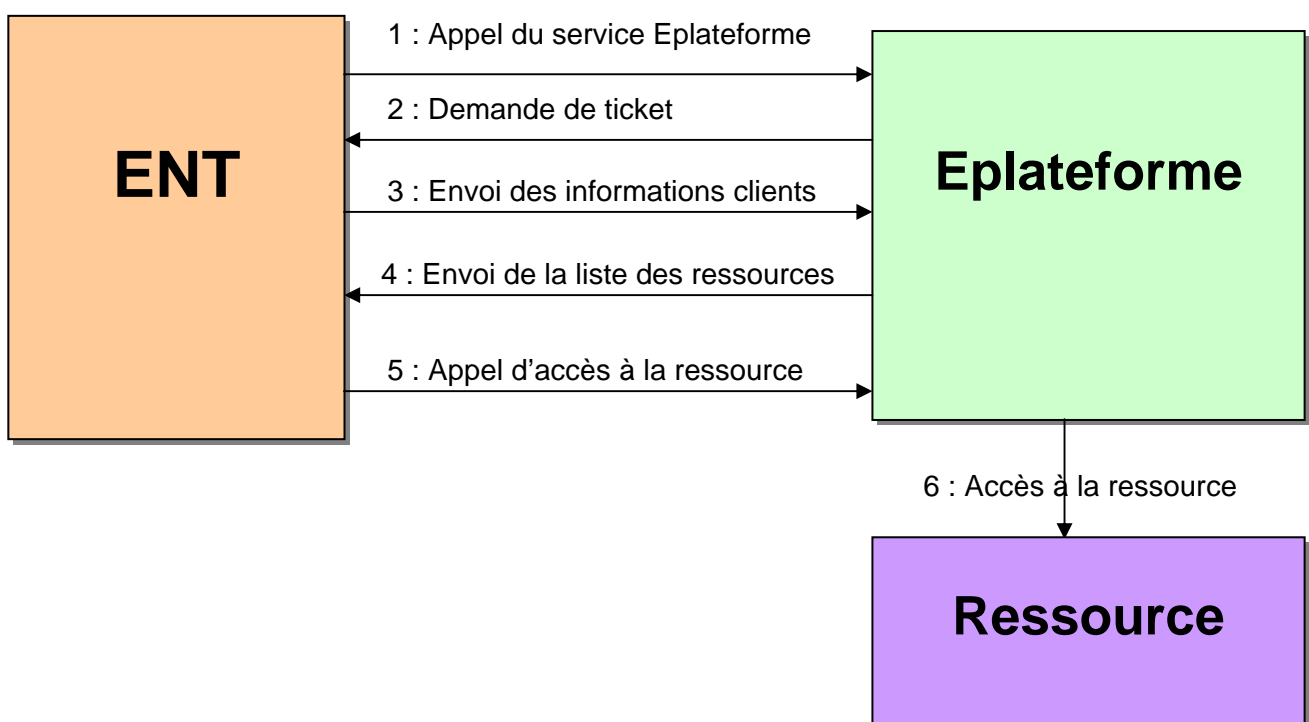 1 : Appel du service Eplateforme
2 : Demande de ticket
ENT
Eplateforme
3 : Envoi des informations clients
4 : Envoi de la liste des ressources
5 : Appel d’accès à la ressource
6 : Accès à la ressource
Ressource